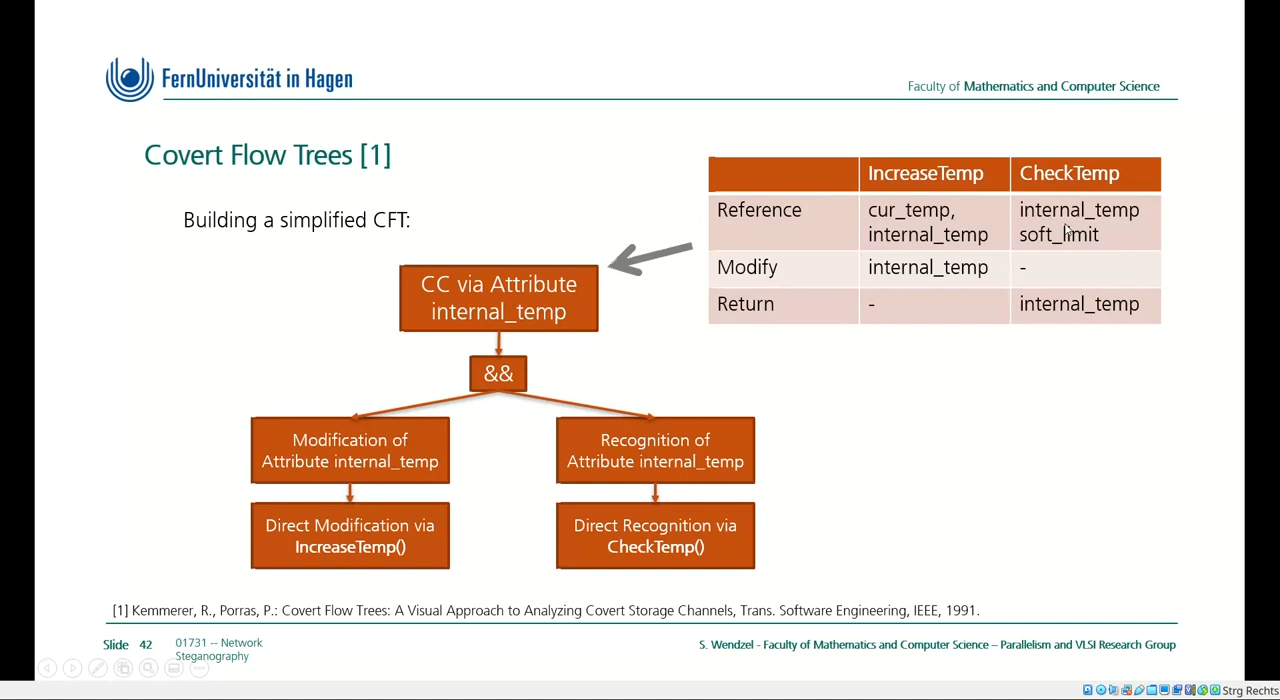 FernUniversität in Hagen
Faculty of Mathematics and Computer Science
Covert Flow Trees [1]
Building a simplified CFT:
IncreaseTemp CheckTemp
Reference cur_temp, internal_temp
internal_temp soft_limit
Modify internal_temp -
Return - internal_temp
CC via Attribute
internal_temp
&&
Modification of
Attribute internal_temp
Recognition of
Attribute internal_temp
Direct Modification via
IncreaseTemp()
Direct Recognition via
CheckTemp()
[1] Kemmerer, R., Porras, P.: Covert Flow Trees: A Visual Approach to Analyzing Covert Storage Channels, Trans. Software Engineering, IEEE, 1991.
Slide 42 01731 -- Network
Steganography
S. Wendzel - Faculty of Mathematics and Computer Science – Parallelism and VLSI Research Group
Strg Rechts